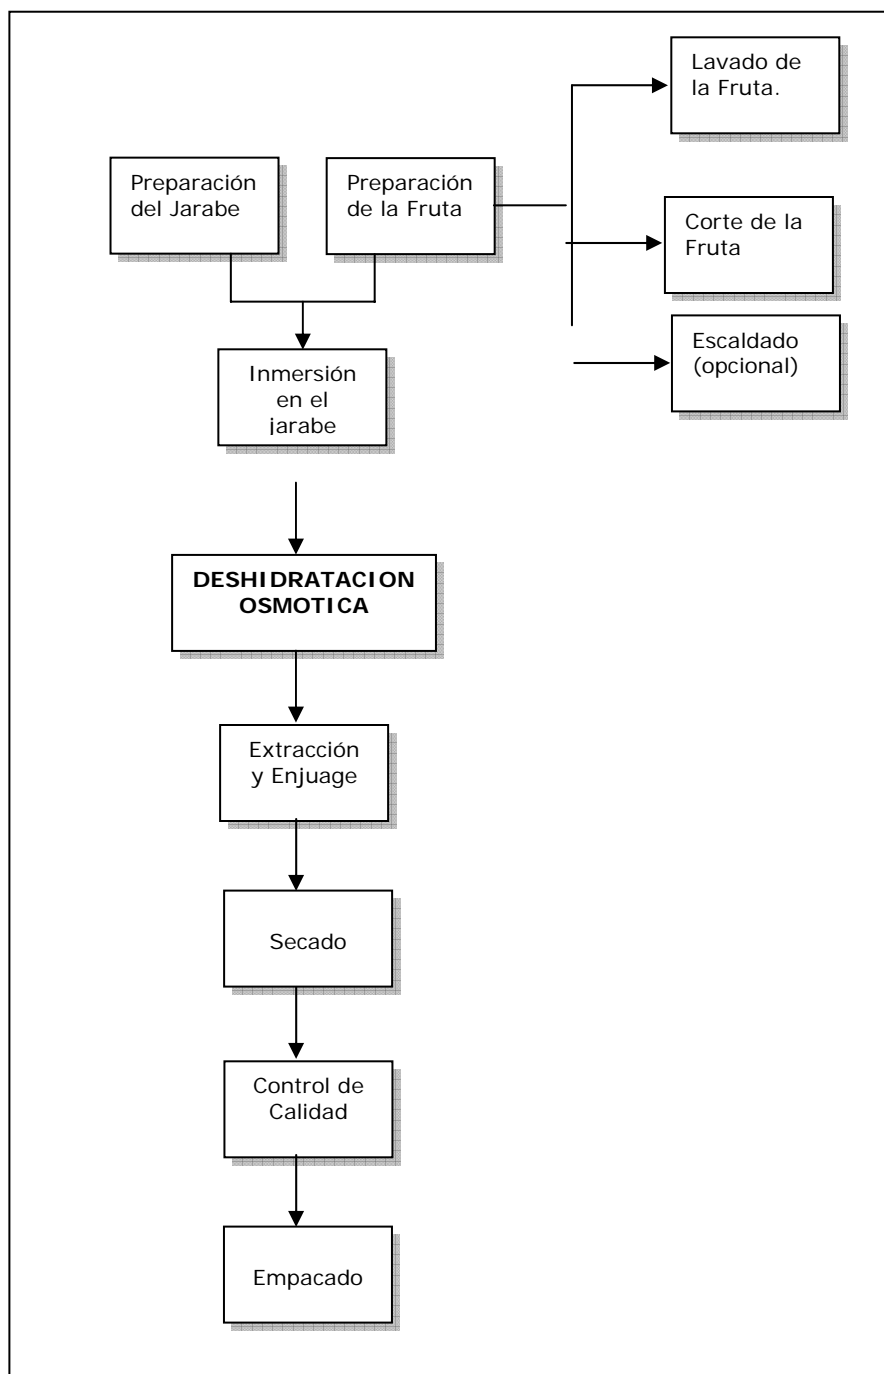 Lavado de
la Fruta.
Preparación
del Jarabe
Preparación
de la Fruta
Corte de la
Fruta
Escaldado
(opcional)
Inmersión
en el
jarabe
DESHIDRATACION
OSMOTICA
Extracción
y Enjuage
Secado
Control de
Calidad
Empacado